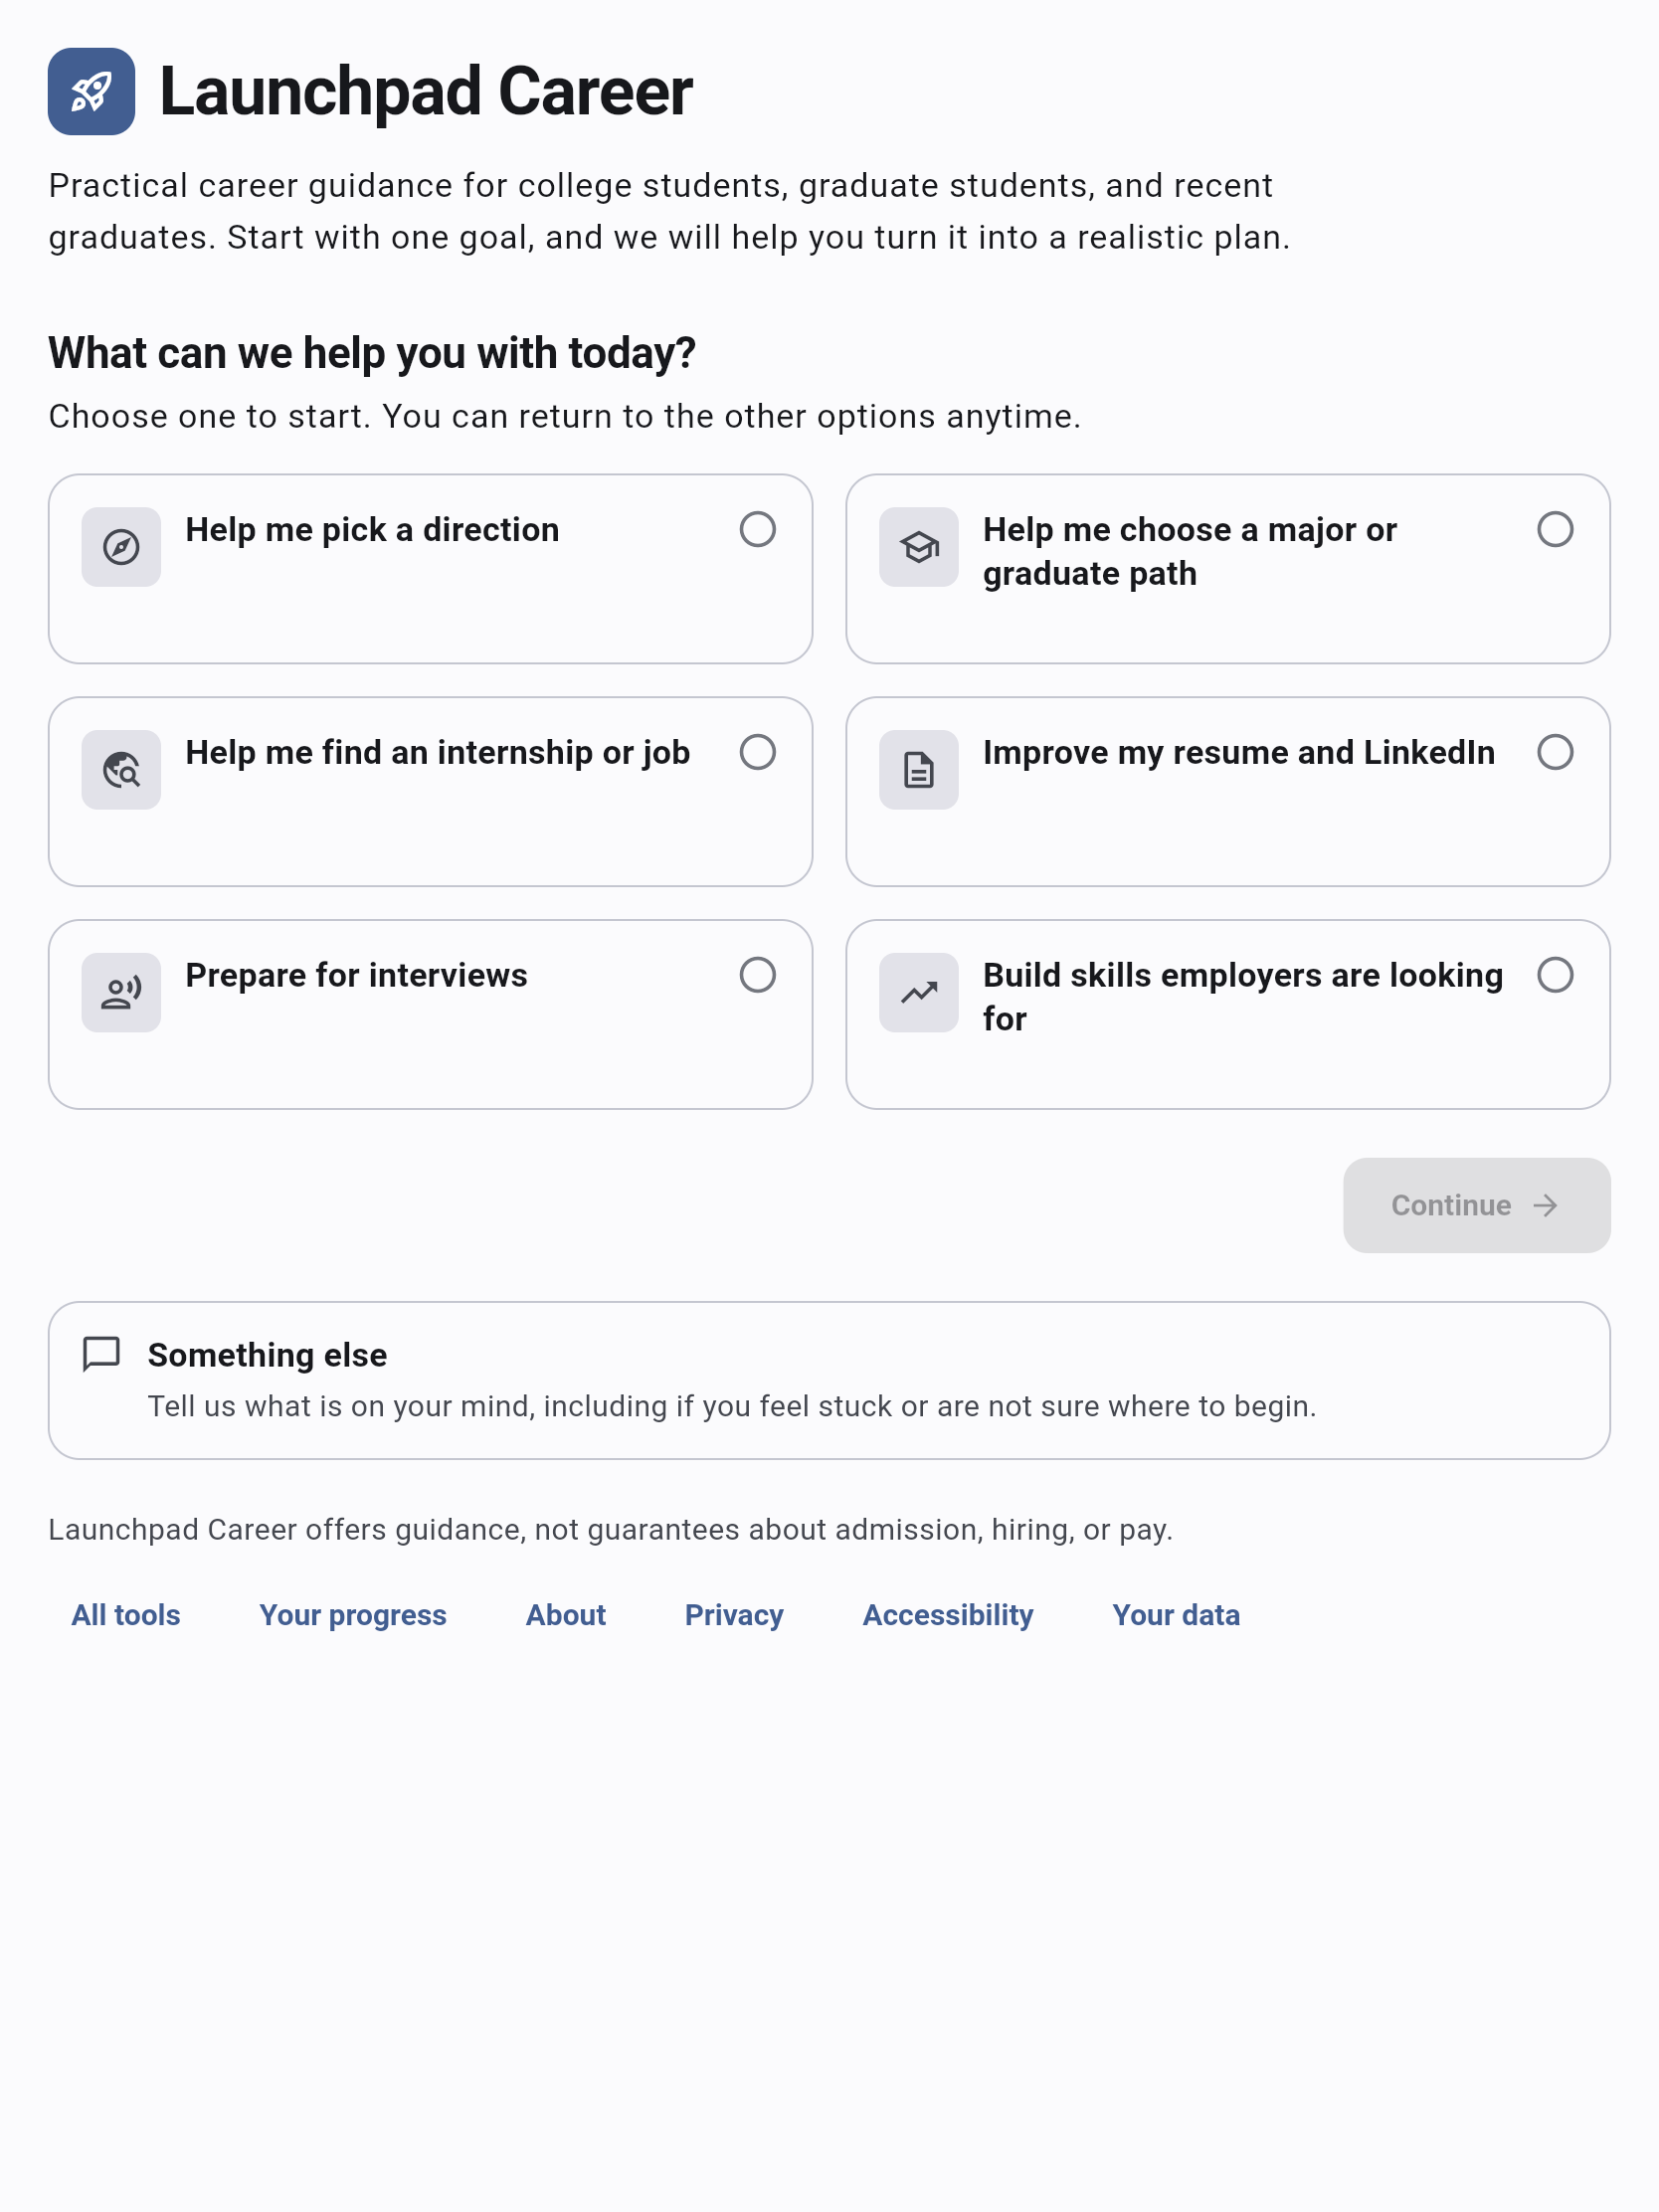 Launchpad Career
Practical career guidance for college students, graduate students, and recent
graduates. Start with one goal, and we will help you turn it into a realistic plan.
What can we help you with today?
Choose one to start. You can return to the other options anytime.
Help me pick a direction
Help me choose a major or
graduate path
Help me find an internship or job
Improve my resume and LinkedIn
Prepare for interviews
Build skills employers are looking
for
Continue
Something else
Tell us what is on your mind, including if you feel stuck or are not sure where to begin.
Launchpad Career offers guidance, not guarantees about admission, hiring, or pay.
All tools Your progress About Privacy Accessibility Your data